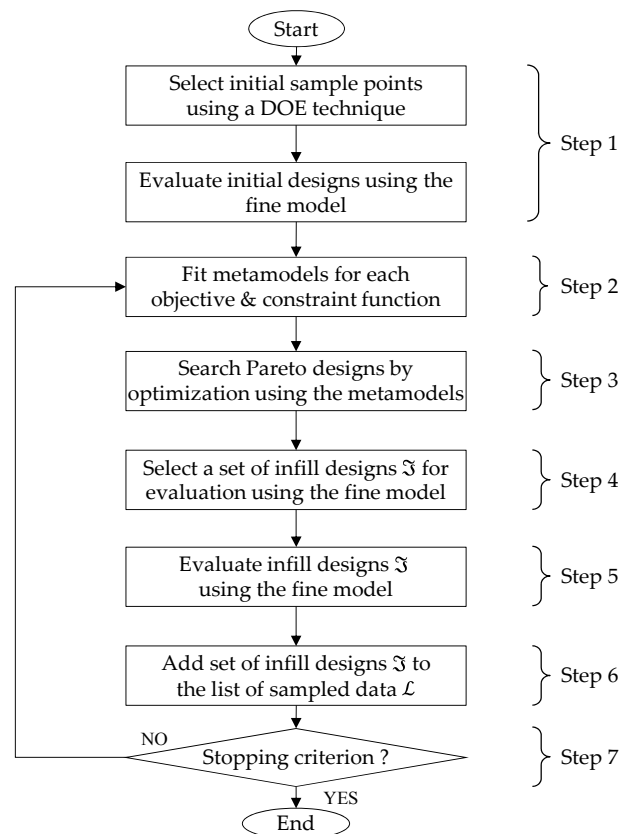 Start
Select initial sample points
using a DOE technique
Step 1
Evaluate initial designs using the
fine model
Fit metamodels for each
objective & constraint function
Step 2
Search Pareto designs by
optimization using the metamodels
Step 3
Select a set of infill designs ℑ for
evaluation using the fine model
Step 4
Evaluate infill designs ℑ
using the fine model
Step 5
Add set of infill designs ℑ to
the list of sampled data ℒ
Step 6
NO
Stopping criterion ?
Step 7
YES
End